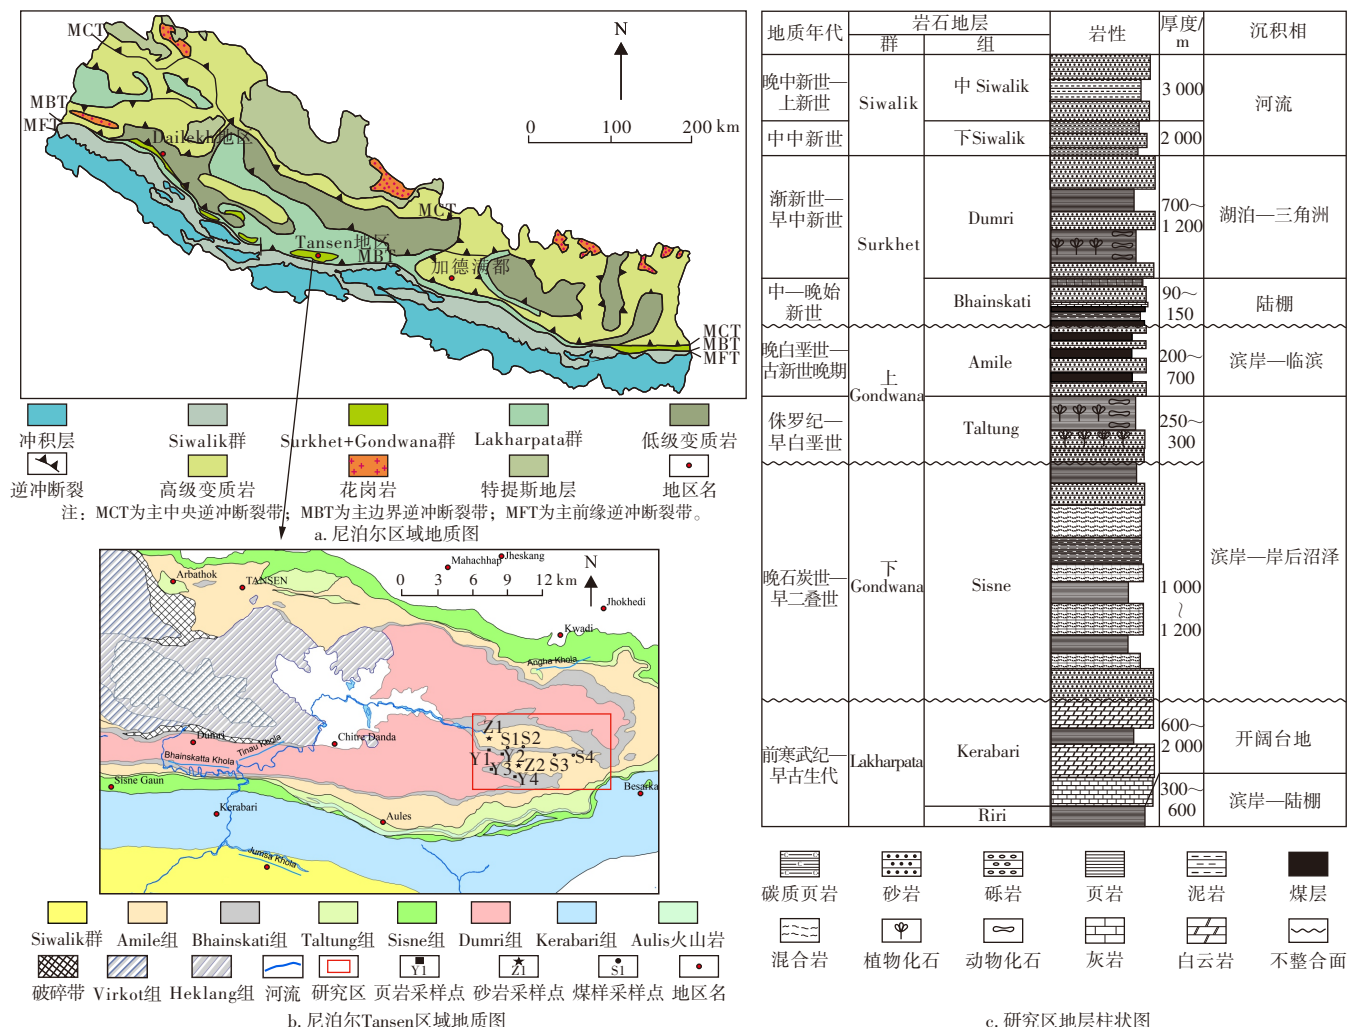 MCT
N
MBT
MFT
Dailekh地区
0 100 200 km
MCT
Tansen地区
MBT
加德满都
MCT
MBT
MFT
冲积层 Siwalik群 Surkhet+Gondwana群 Lakharpata群 低级变质岩
逆冲断裂 高级变质岩 花岗岩 特提斯地层 地区名
注：MCT为主中央逆冲断裂带；MBT为主边界逆冲断裂带；MFT为主前缘逆冲断裂带。
a. 尼泊尔区域地质图
Jheskang
Mahachhap
N
Arbathok
TANSEN
0 3 6 9 12 km
Jhokhedi
Kwadi
Angha Khola
Z1
S1 S2
Dumri
Tinau Khola
Chitre Danda
Y1 Y2 S4
Bhainskatta Khola
Y3 Z2 S3
Y4
Sisne Gaun
Besarka
Kerabari
Aules
Jumsa Khola
Siwalik群 Amile组 Bhainskati组 Taltung组 Sisne组 Dumri组 Kerabari组 Aulis火山岩
Y1 Z1 S1
破碎带 Virkot组 Heklang组 河流 研究区 页岩采样点 砂岩采样点 煤样采样点 地区名
b. 尼泊尔Tansen区域地质图
地质年代 岩石地层 岩性 厚度/m 沉积相
群 组
晚中新世—上新世 Siwalik 中 Siwalik 3 000 河流
中中新世 下Siwalik 2 000
渐新世—早中新世 Surkhet Dumri 700～1 200 湖泊—三角洲
中—晚始新世 Bhainskati 90～150 陆棚
晚白垩世—古新世晚期 上Gondwana Amile 200～700 滨岸—临滨
侏罗纪—早白垩世 Taltung 250～300 滨岸—岸后沼泽
晚石炭世—早二叠世 下Gondwana Sisne 1 000～1 200
前寒武纪—早古生代 Lakharpata Kerabari 600～2 000 开阔台地
Riri 300～600 滨岸—陆棚
碳质页岩 砂岩 砾岩 页岩 泥岩 煤层
混合岩 植物化石 动物化石 灰岩 白云岩 不整合面
c. 研究区地层柱状图